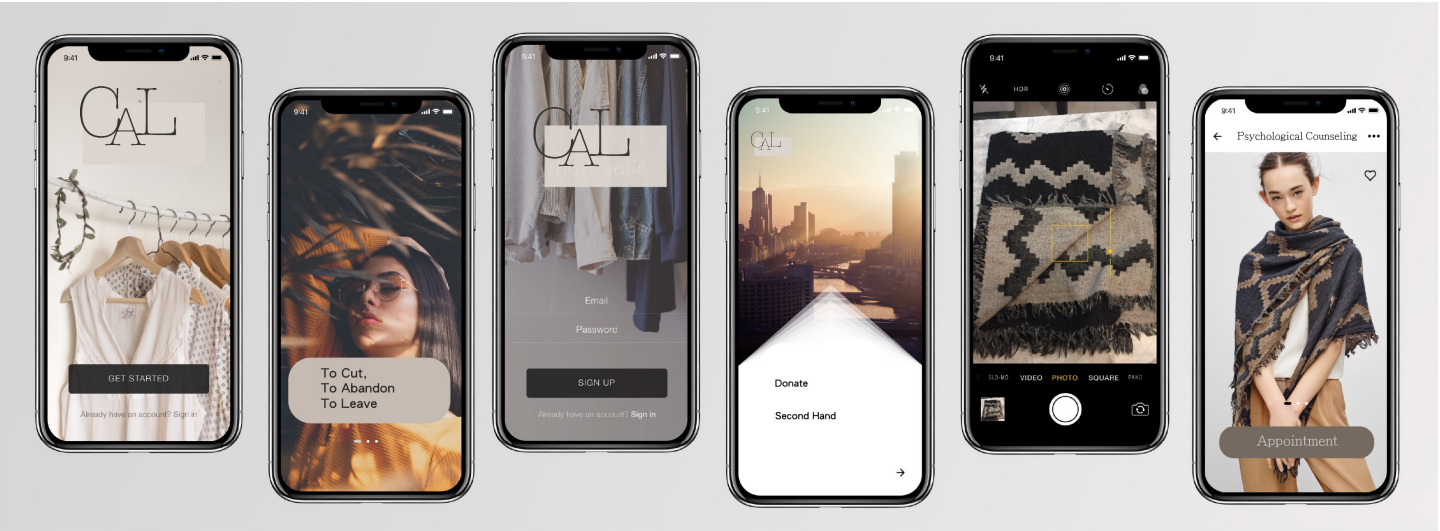 9:41
CAL
GET STARTED
Already have an account? Sign in
9:41
To Cut,
To Abandon
To Leave
9:41
CAL
Email
Password
SIGN UP
Already have an account? Sign in
9:41
CAL
Donate
Second Hand
9:41
HDR
SLO-MO VIDEO PHOTO SQUARE PANO
9:41
Psychological Counseling
Appointment